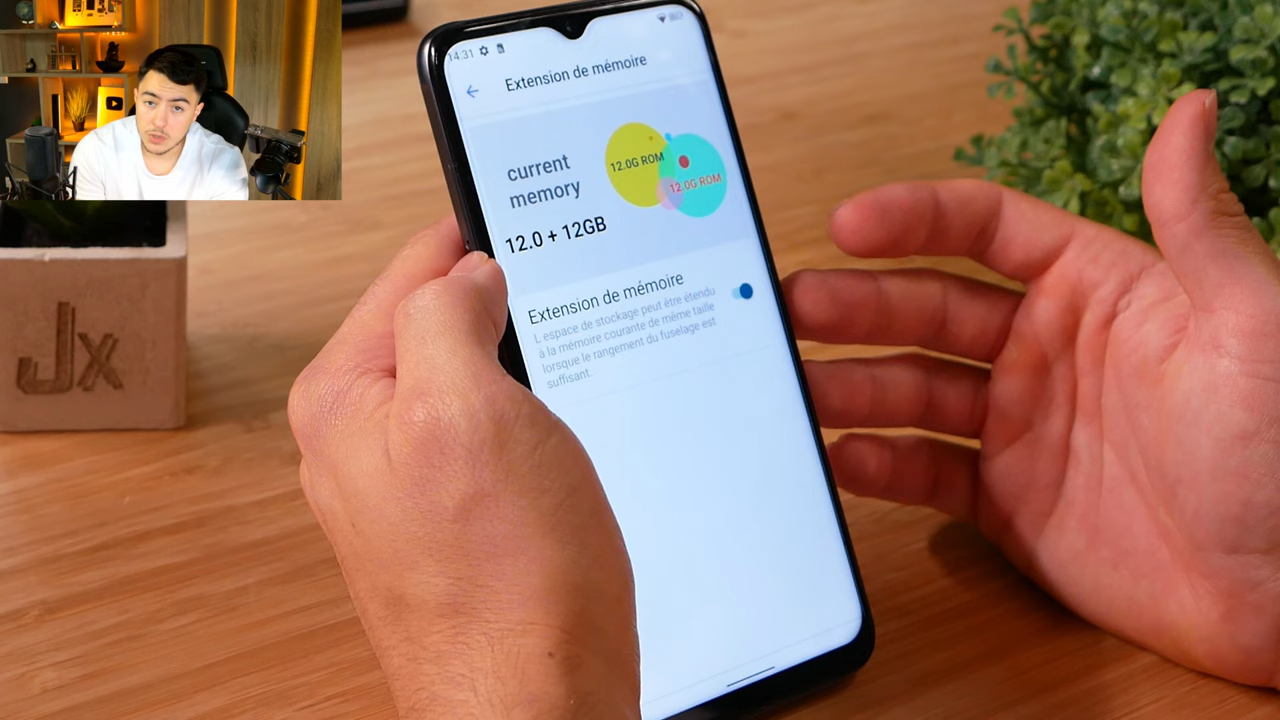 14:31
Extension de mémoire
current
memory
12.0G ROM
12.0G ROM
12.0 + 12GB
Extension de mémoire
L espace de stockage peut être étendu
à la mémoire courante de même taille
lorsque le rangement du fuselage est
suffisant.
Jx